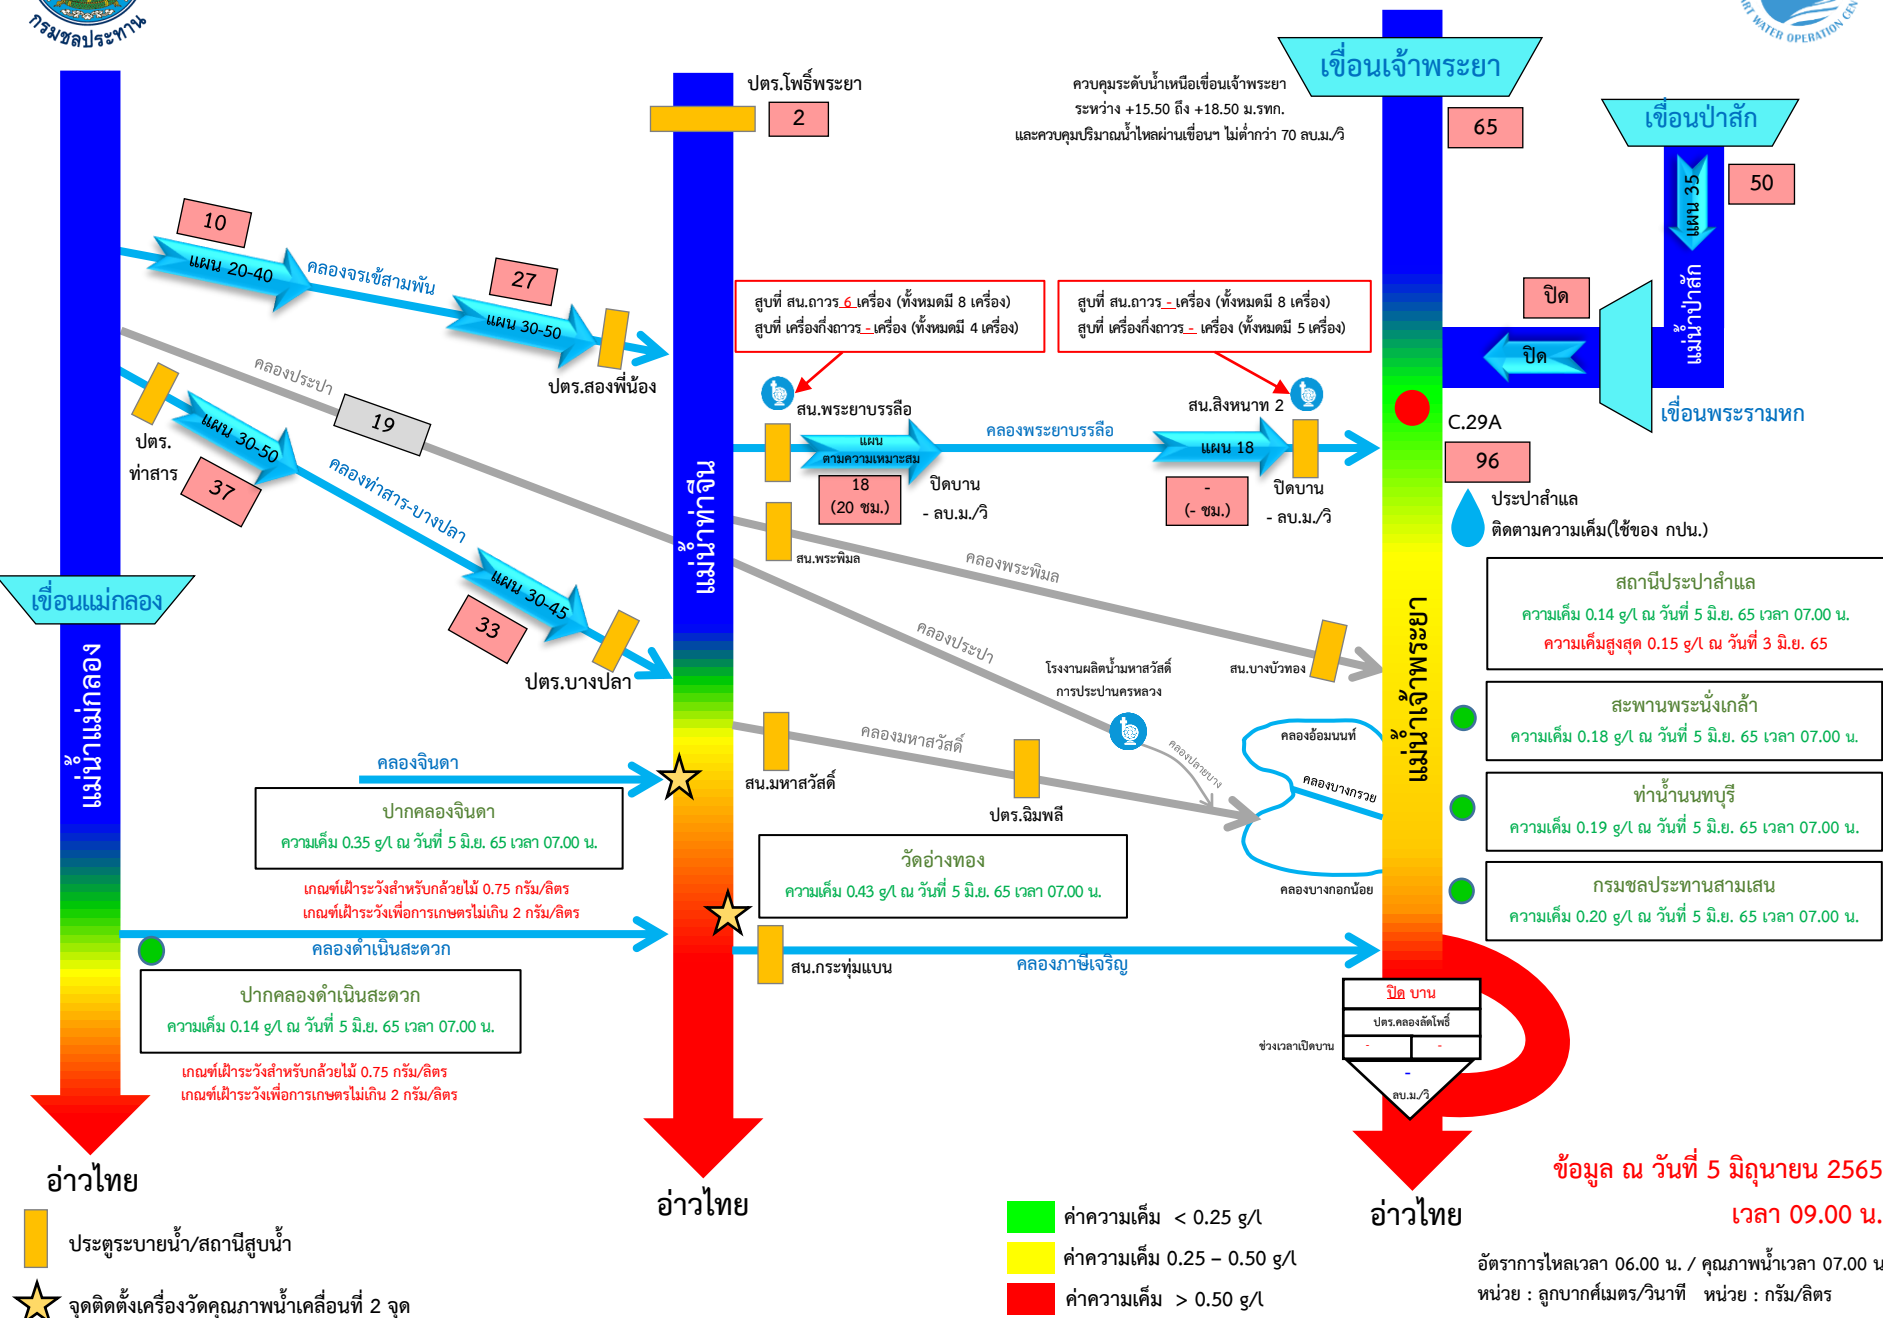 กรมชลประทาน
ART WATER OPERATION CEN
เขื่อนเจ้าพระยา
ปตร.โพธิ์พระยา
2
ควบคุมระดับน้ำเหนือเขื่อนเจ้าพระยา
ระหว่าง +15.50 ถึง +18.50 ม.รทก.
และควบคุมปริมาณน้ำไหลผ่านเขื่อนฯ ไม่ต่ำกว่า 70 ลบ.ม./วิ
65
เขื่อนป่าสัก
50
แผน 35
แม่น้ำป่าสัก
10
แผน 20-40
คลองจรเข้สามพัน
27
แผน 30-50
ปตร.สองพี่น้อง
สูบที่ สน.ถาวร 6 เครื่อง (ทั้งหมดมี 8 เครื่อง)
สูบที่ เครื่องกึ่งถาวร - เครื่อง (ทั้งหมดมี 4 เครื่อง)
สูบที่ สน.ถาวร - เครื่อง (ทั้งหมดมี 8 เครื่อง)
สูบที่ เครื่องกึ่งถาวร - เครื่อง (ทั้งหมดมี 5 เครื่อง)
ปิด
ปิด
เขื่อนพระรามหก
คลองประปา
19
ปตร.
ท่าสาร
แผน 30-50
37
คลองท่าสาร-บางปลา
แผน 30-45
33
ปตร.บางปลา
แม่น้ำท่าจีน
สน.พระยาบรรลือ
แผน
ตามความเหมาะสม
18
(20 ชม.)
ปิดบาน
- ลบ.ม./วิ
คลองพระยาบรรลือ
สน.สิงหนาท 2
แผน 18
-
(- ชม.)
ปิดบาน
- ลบ.ม./วิ
C.29A
96
ประปาสำแล
ติดตามความเค็ม(ใช้ของ กปน.)
สน.พระพิมล
คลองพระพิมล
สน.บางบัวทอง
สถานีประปาสำแล
ความเค็ม 0.14 g/l ณ วันที่ 5 มิ.ย. 65 เวลา 07.00 น.
ความเค็มสูงสุด 0.15 g/l ณ วันที่ 3 มิ.ย. 65
เขื่อนแม่กลอง
แม่น้ำแม่กลอง
คลองประปา
โรงงานผลิตน้ำมหาสวัสดิ์
การประปานครหลวง
แม่น้ำเจ้าพระยา
สะพานพระนั่งเกล้า
ความเค็ม 0.18 g/l ณ วันที่ 5 มิ.ย. 65 เวลา 07.00 น.
คลองจินดา
ปากคลองจินดา
ความเค็ม 0.35 g/l ณ วันที่ 5 มิ.ย. 65 เวลา 07.00 น.
เกณฑ์เฝ้าระวังสำหรับกล้วยไม้ 0.75 กรัม/ลิตร
เกณฑ์เฝ้าระวังเพื่อการเกษตรไม่เกิน 2 กรัม/ลิตร
สน.มหาสวัสดิ์
คลองมหาสวัสดิ์
ปตร.ฉิมพลี
คลองปลายบาง
คลองอ้อมนนท์
คลองบางกรวย
คลองบางกอกน้อย
ท่าน้ำนนทบุรี
ความเค็ม 0.19 g/l ณ วันที่ 5 มิ.ย. 65 เวลา 07.00 น.
วัดอ่างทอง
ความเค็ม 0.43 g/l ณ วันที่ 5 มิ.ย. 65 เวลา 07.00 น.
กรมชลประทานสามเสน
ความเค็ม 0.20 g/l ณ วันที่ 5 มิ.ย. 65 เวลา 07.00 น.
คลองดำเนินสะดวก
ปากคลองดำเนินสะดวก
ความเค็ม 0.14 g/l ณ วันที่ 5 มิ.ย. 65 เวลา 07.00 น.
เกณฑ์เฝ้าระวังสำหรับกล้วยไม้ 0.75 กรัม/ลิตร
เกณฑ์เฝ้าระวังเพื่อการเกษตรไม่เกิน 2 กรัม/ลิตร
สน.กระทุ่มแบน
คลองภาษีเจริญ
ปิด บาน
ปตร.คลองลัดโพธิ์
ช่วงเวลาเปิดบาน
- -
-
ลบ.ม./วิ
อ่าวไทย
อ่าวไทย
อ่าวไทย
ข้อมูล ณ วันที่ 5 มิถุนายน 2565
เวลา 09.00 น.
ประตูระบายน้ำ/สถานีสูบน้ำ
จุดติดตั้งเครื่องวัดคุณภาพน้ำเคลื่อนที่ 2 จุด
ค่าความเค็ม < 0.25 g/l
ค่าความเค็ม 0.25 – 0.50 g/l
ค่าความเค็ม > 0.50 g/l
อัตราการไหลเวลา 06.00 น. / คุณภาพน้ำเวลา 07.00 น
หน่วย : ลูกบากศ์เมตร/วินาที หน่วย : กรัม/ลิตร